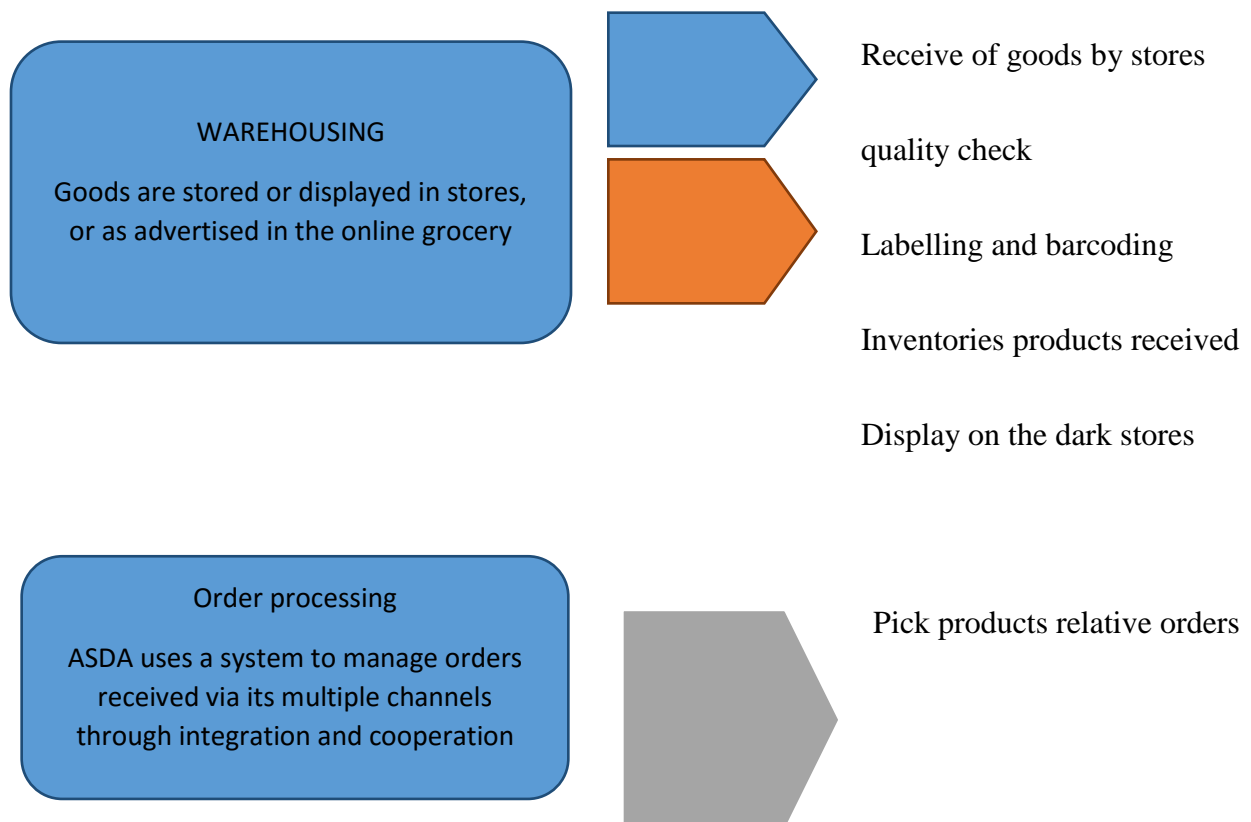 WAREHOUSING
Goods are stored or displayed in stores,
or as advertised in the online grocery
Receive of goods by stores
quality check
Labelling and barcoding
Inventories products received
Display on the dark stores
Order processing
ASDA uses a system to manage orders
received via its multiple channels
through integration and cooperation
Pick products relative orders